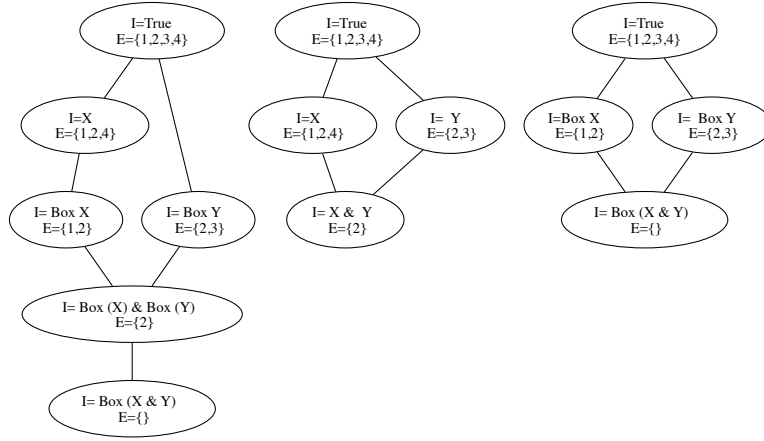 I=True
E={1,2,3,4}
I=X
E={1,2,4}
I= Box X
E={1,2}
I= Box Y
E={2,3}
I= Box (X) & Box (Y)
E={2}
I= Box (X & Y)
E={}
I=True
E={1,2,3,4}
I=X
E={1,2,4}
I= Y
E={2,3}
I= X & Y
E={2}
I=True
E={1,2,3,4}
I=Box X
E={1,2}
I= Box Y
E={2,3}
I= Box (X & Y)
E={}